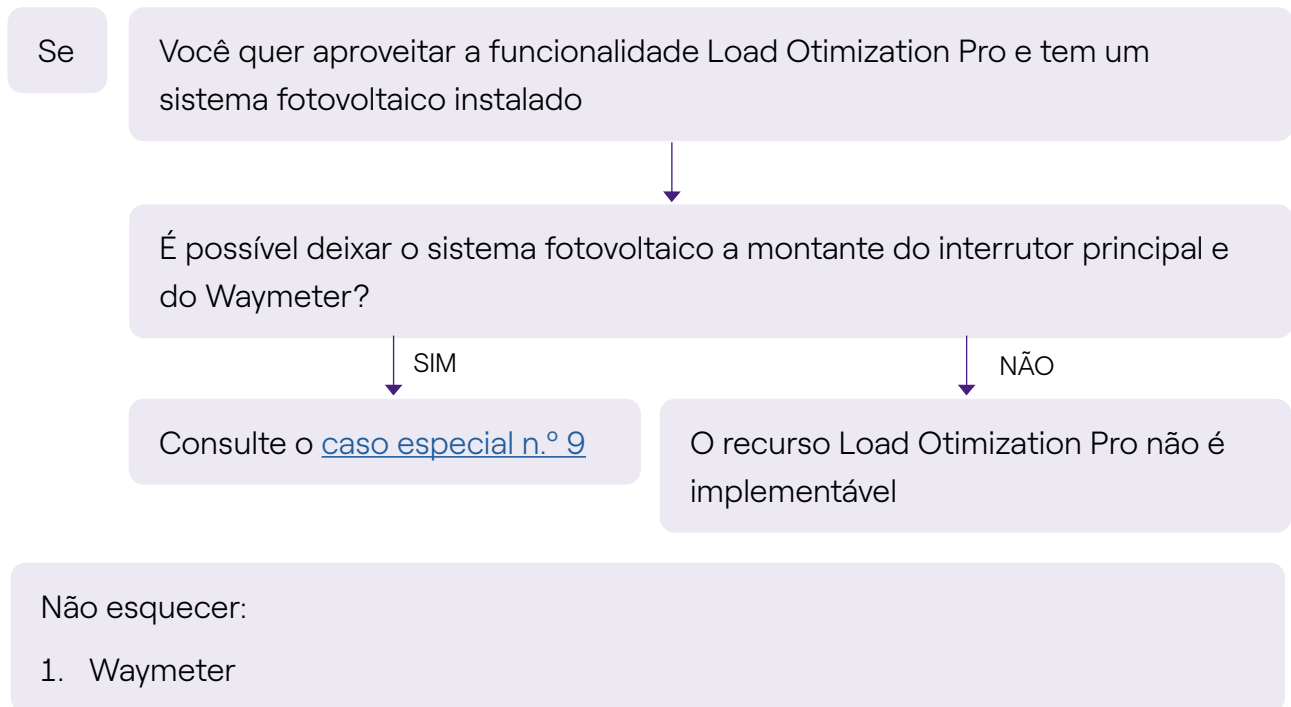 Se
Você quer aproveitar a funcionalidade Load Otimization Pro e tem um
sistema fotovoltaico instalado
É possível deixar o sistema fotovoltaico a montante do interrutor principal e
do Waymeter?
SIM
NÃO
Consulte o caso especial n.º 9
O recurso Load Otimization Pro não é
implementável
Não esquecer:
1. Waymeter